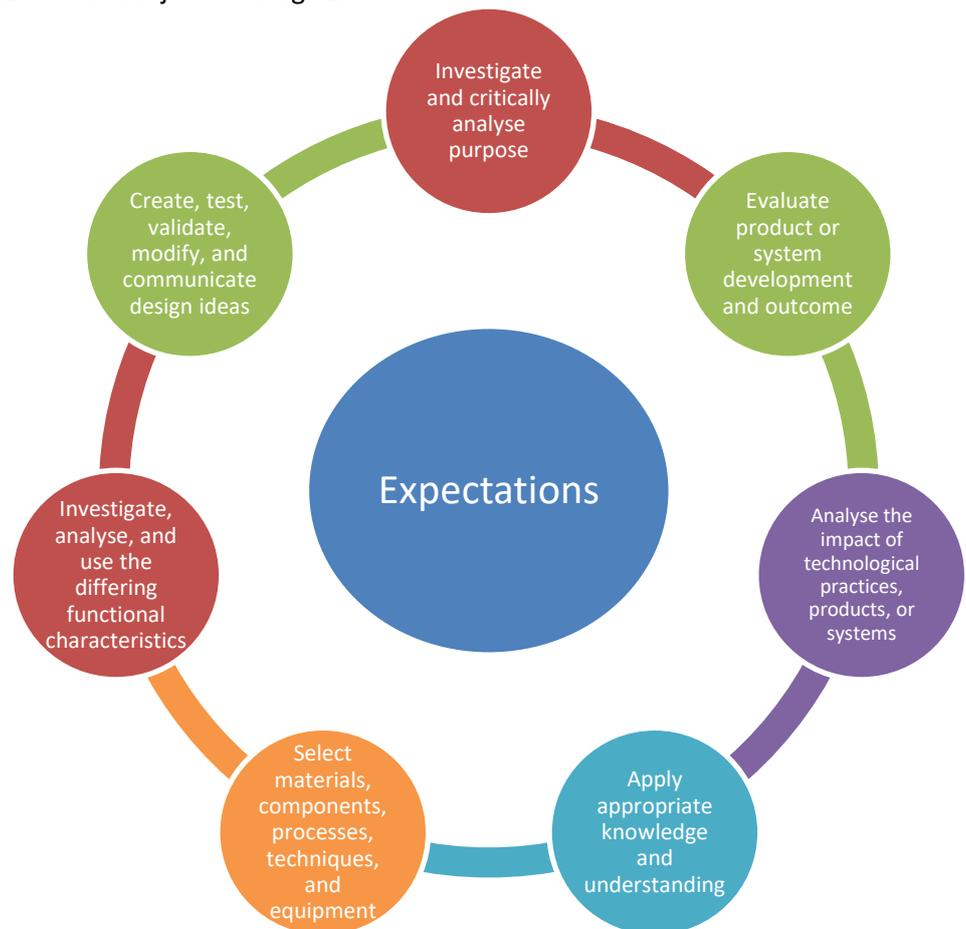 Investigate
and critically
analyse
purpose
Evaluate
product or
system
development
and outcome
Analyse the
impact of
technological
practices,
products, or
systems
Apply
appropriate
knowledge
and
understanding
Select
materials,
components,
processes,
techniques,
and
equipment
Investigate,
analyse, and
use the
differing
functional
characteristics
Create, test,
validate,
modify, and
communicate
design ideas
Expectations